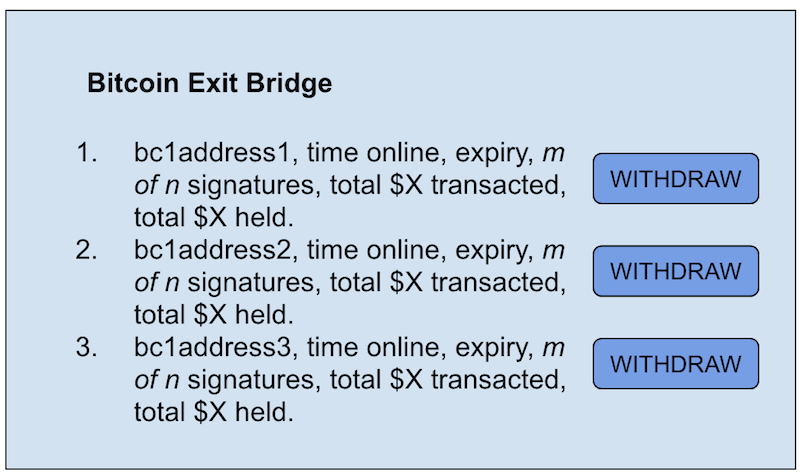 Bitcoin Exit Bridge
1. bc1address1, time online, expiry, m
of n signatures, total $X transacted,
total $X held.
WITHDRAW
2. bc1address2, time online, expiry, m
of n signatures, total $X transacted,
total $X held.
WITHDRAW
3. bc1address3, time online, expiry, m
of n signatures, total $X transacted,
total $X held.
WITHDRAW